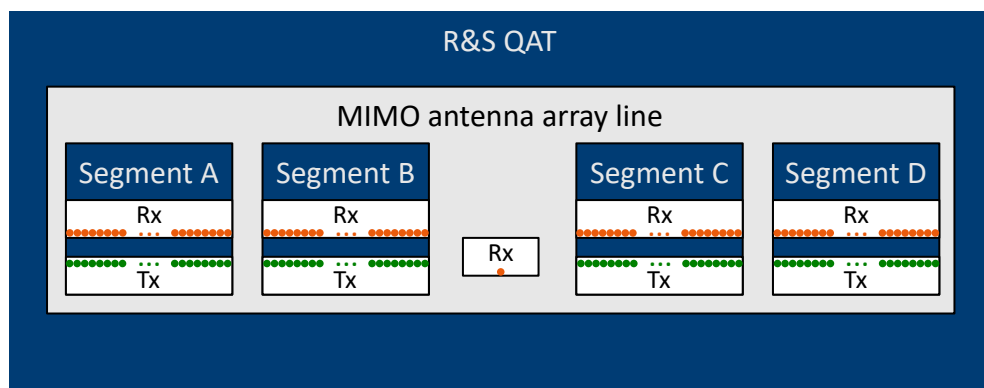 R&S QAT
MIMO antenna array line
Segment A
Segment B
Segment C
Segment D
Rx
Rx
Rx
Rx
Rx
Tx
Tx
Tx
Tx